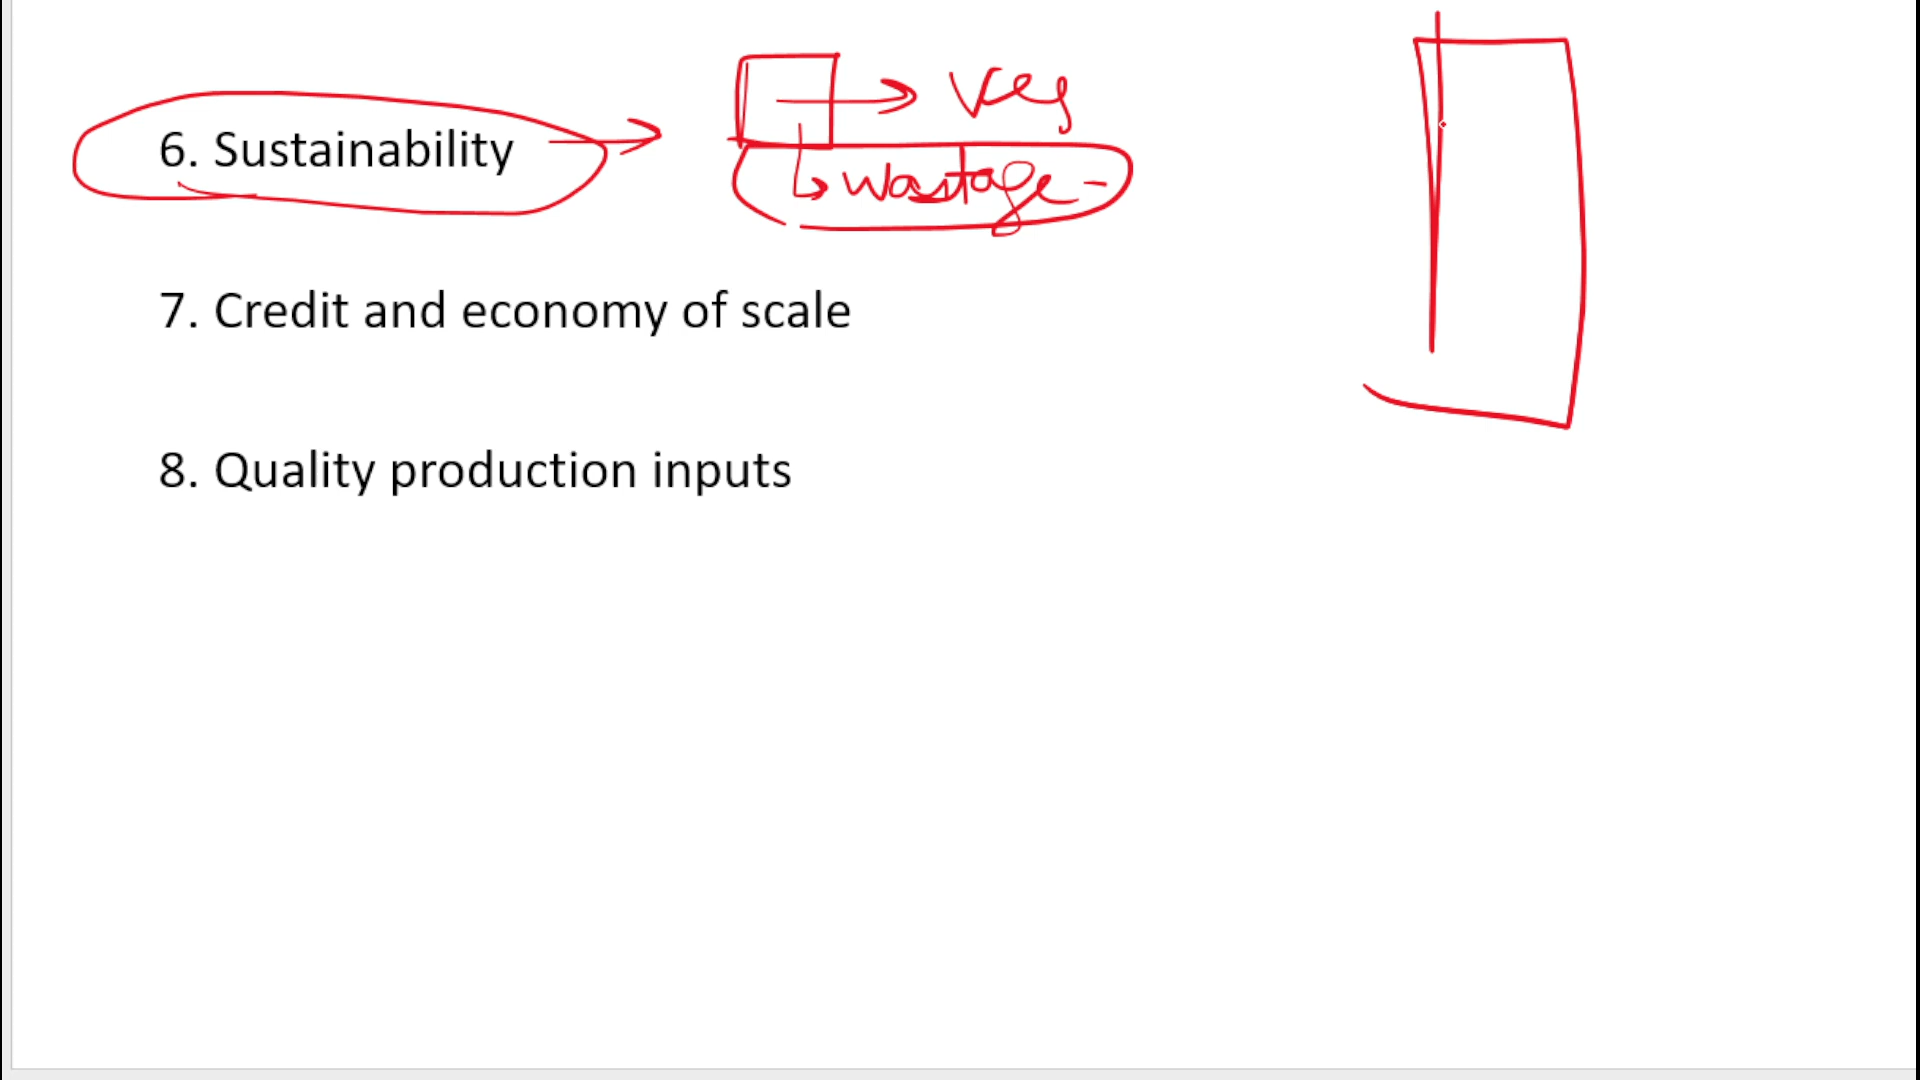 veg
6. Sustainability
wastage -
7. Credit and economy of scale
8. Quality production inputs